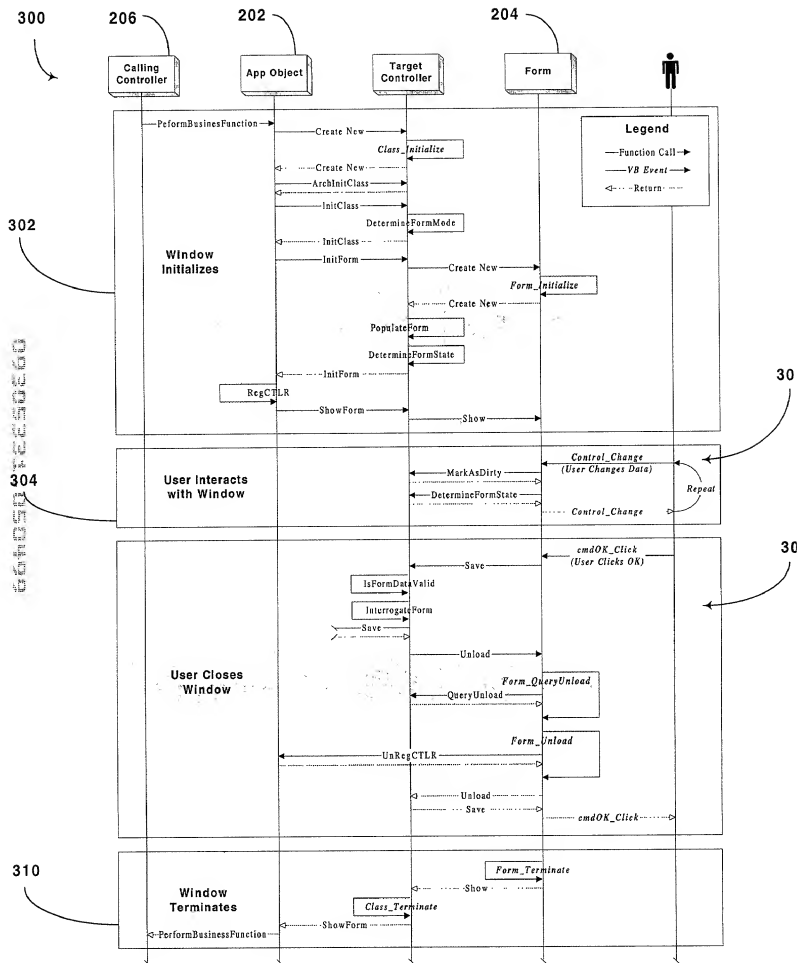 300
206
202
204
Calling
Controller
App Object
Target
Controller
Form
PeformBusinesFunction
Create New
Class_Initialize
Create New
ArchInitClass
InitClass
DetermineFormMode
InitClass
InitForm
Create New
Form_Initialize
Create New
PopulateForm
DetermineFormState
InitForm
RegCTLR
ShowForm
Show
Legend
Function Call
VB Event
Return
302
Window
Initializes
304
User Interacts
with Window
30
Control_Change
(User Changes Data)
MarkAsDirty
Repeat
DetermineFormState
Control_Change
30
cmdOK_Click
(User Clicks OK)
Save
IsFormDataValid
InterrogateForm
Save
Unload
User Closes
Window
Form_QueryUnload
QueryUnload
Form_Unload
UnRegCTLR
Unload
Save
cmdOK_Click
310
Window
Terminates
Form_Terminate
Show
Class_Terminate
ShowForm
PerformBusinessFunction